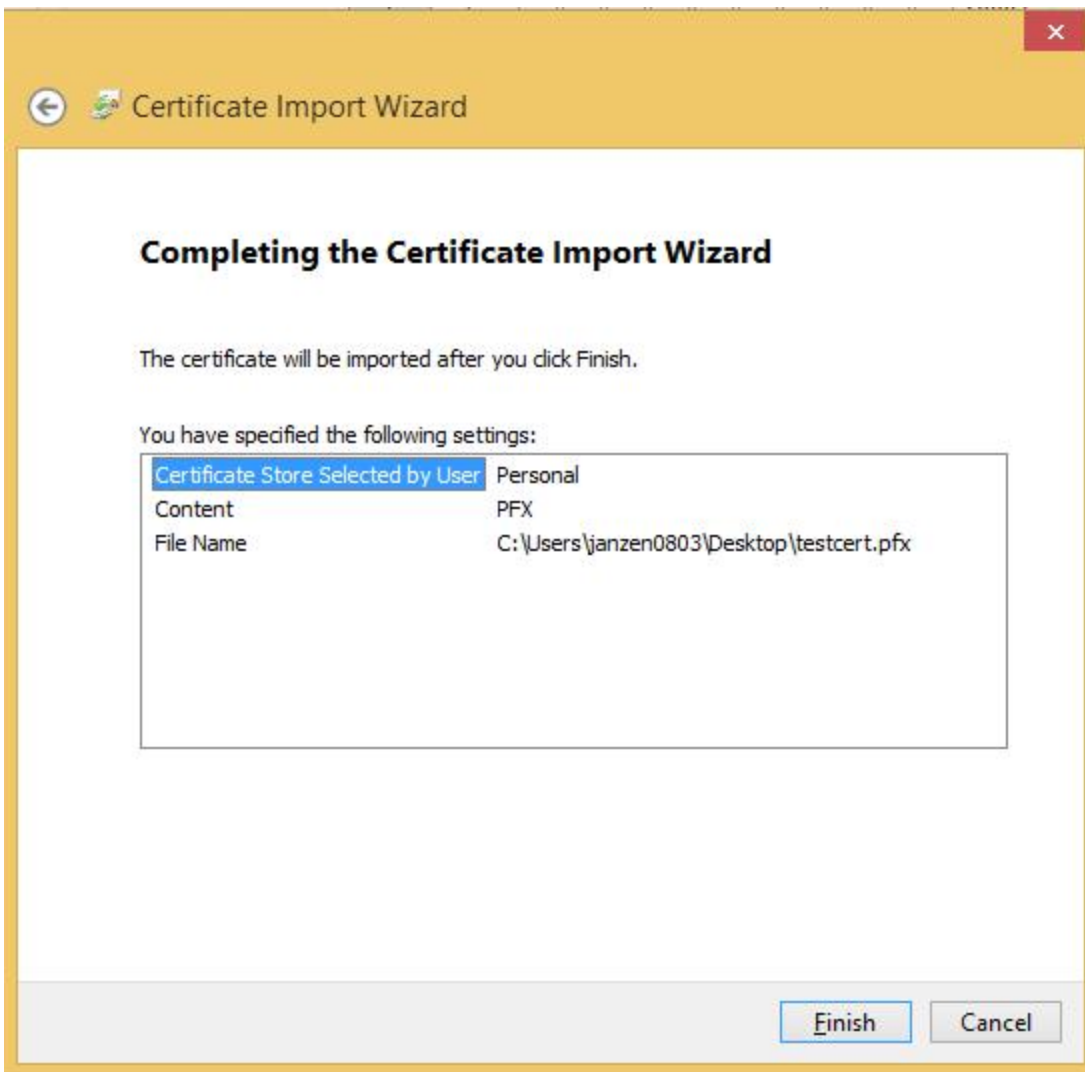 Certificate Import Wizard
Completing the Certificate Import Wizard
The certificate will be imported after you click Finish.
You have specified the following settings:
Certificate Store Selected by User Personal
Content PFX
File Name C:\Users\janzen0803\Desktop\testcert.pfx
Finish Cancel